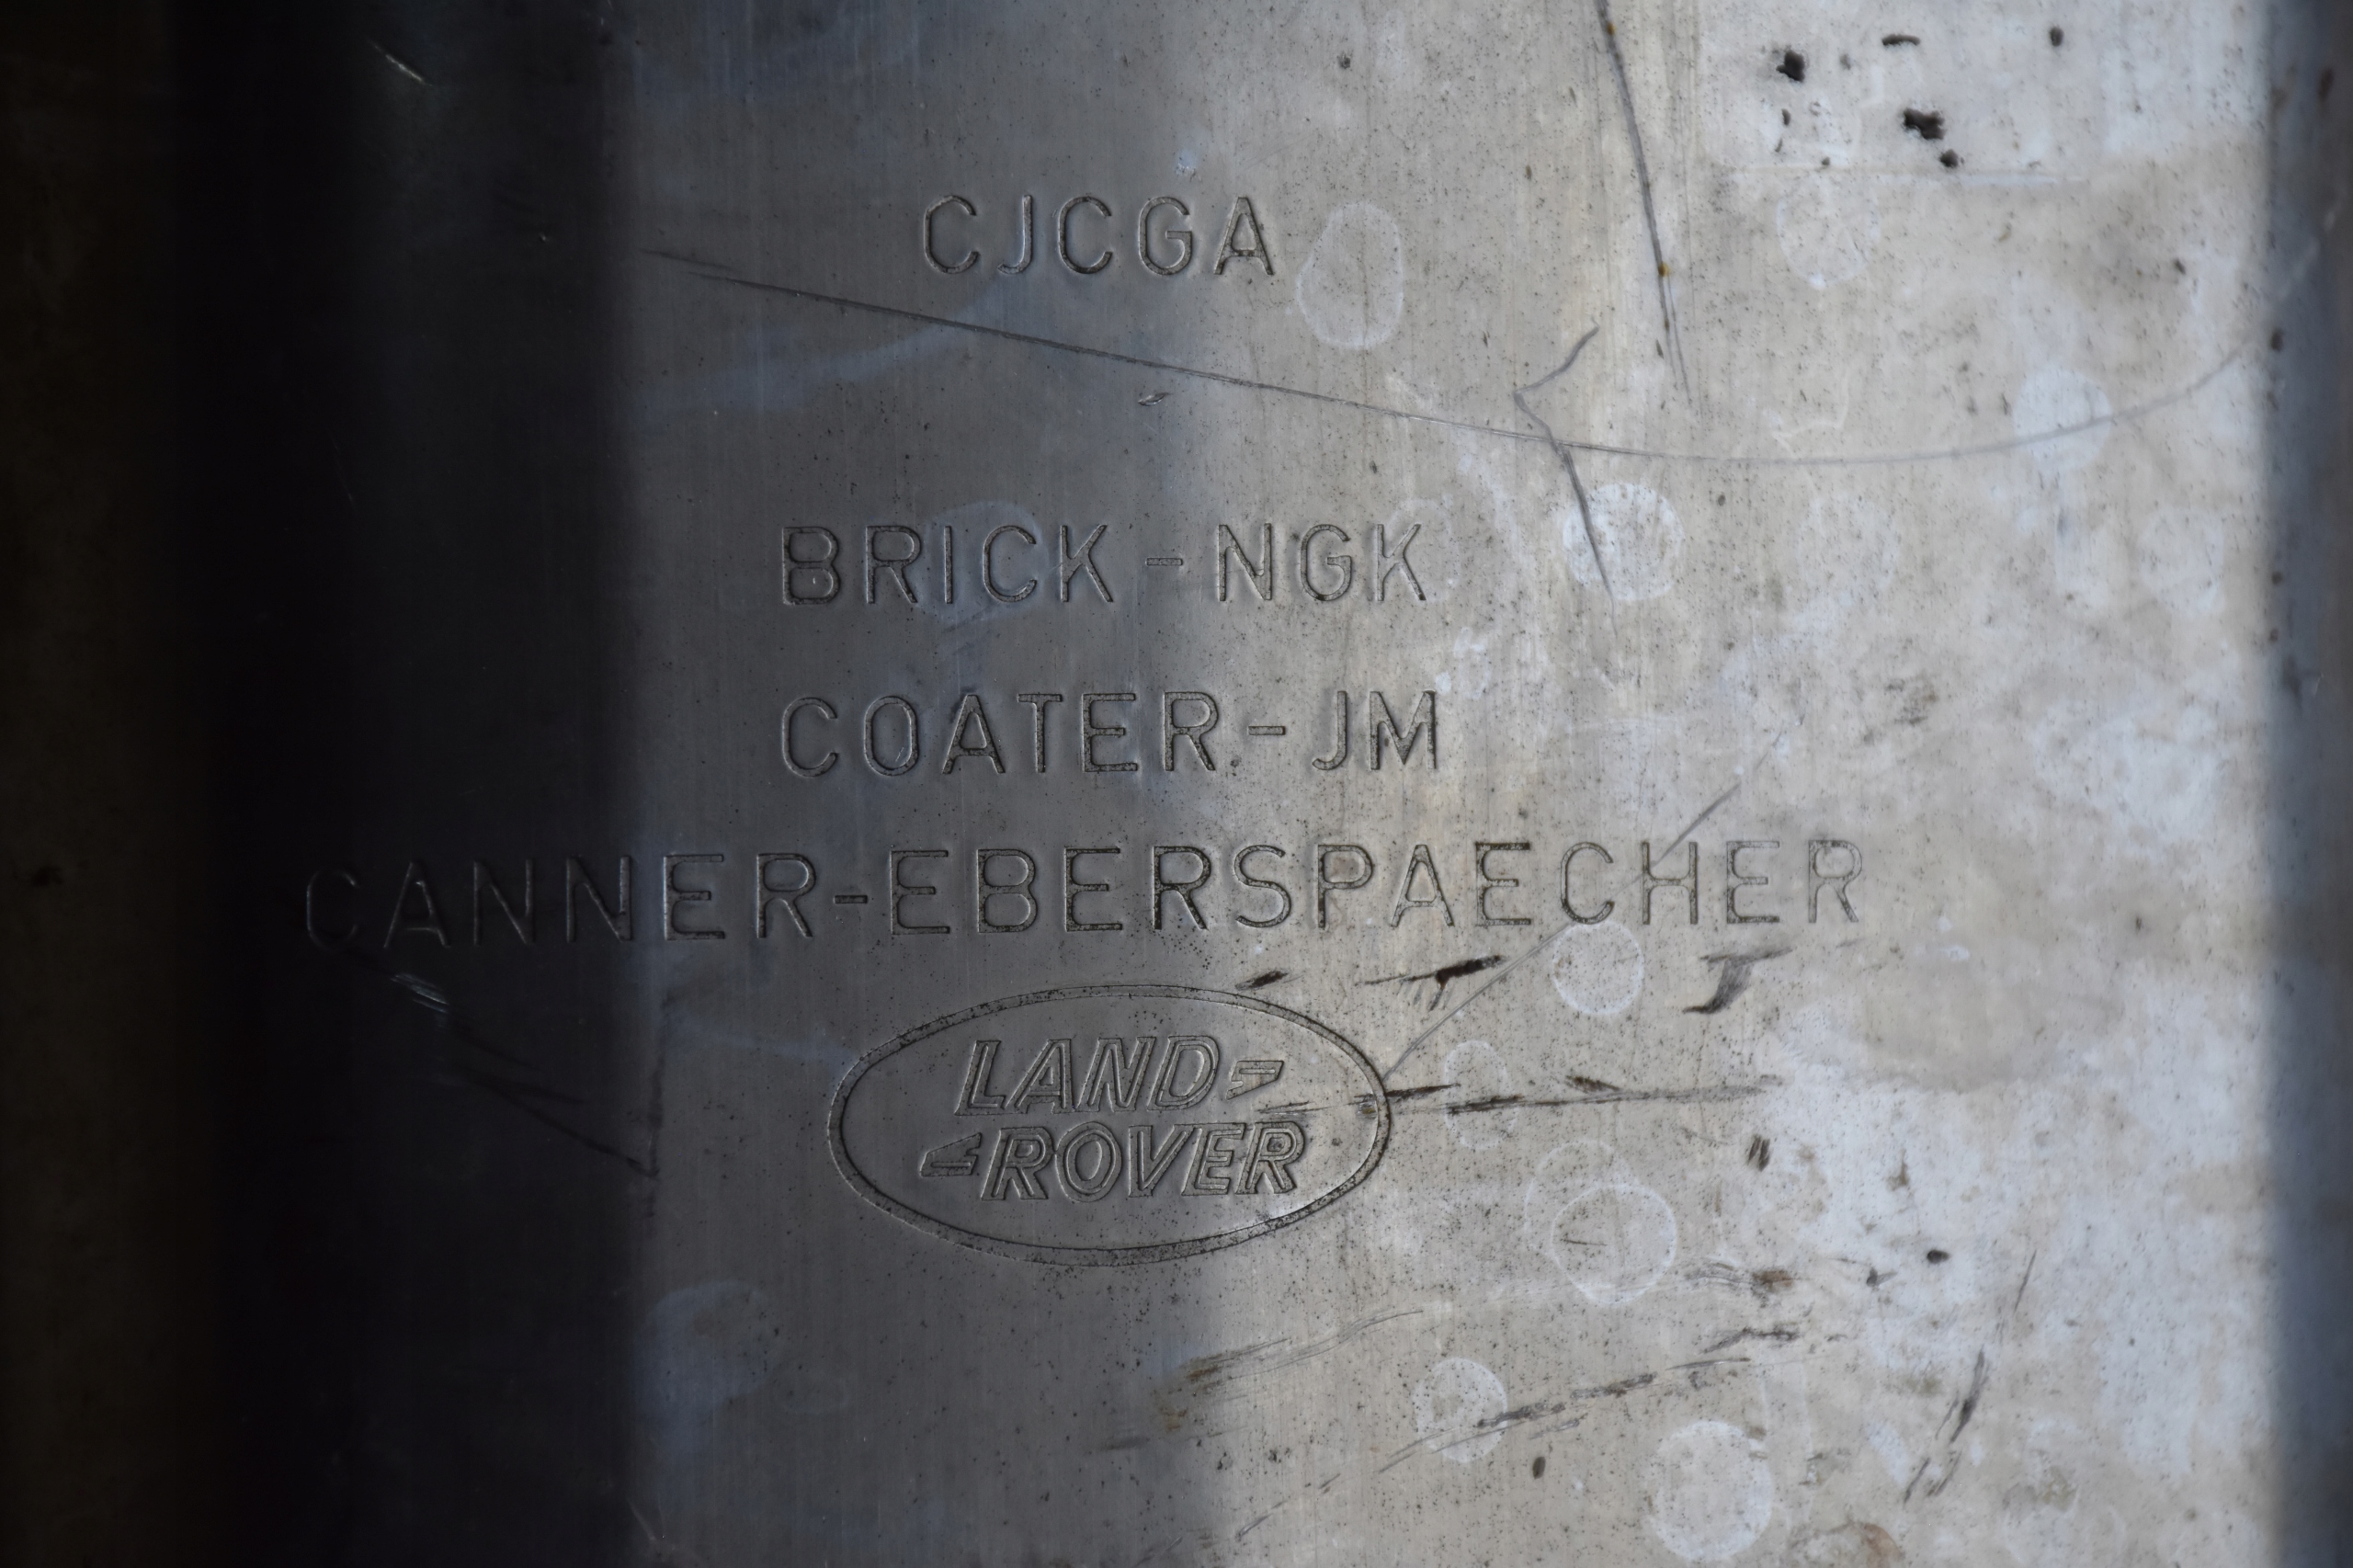 CJCGA
BRICK - NGK
COATER - JM
CANNER-EBERSPAECHER
LAND-
-ROVER